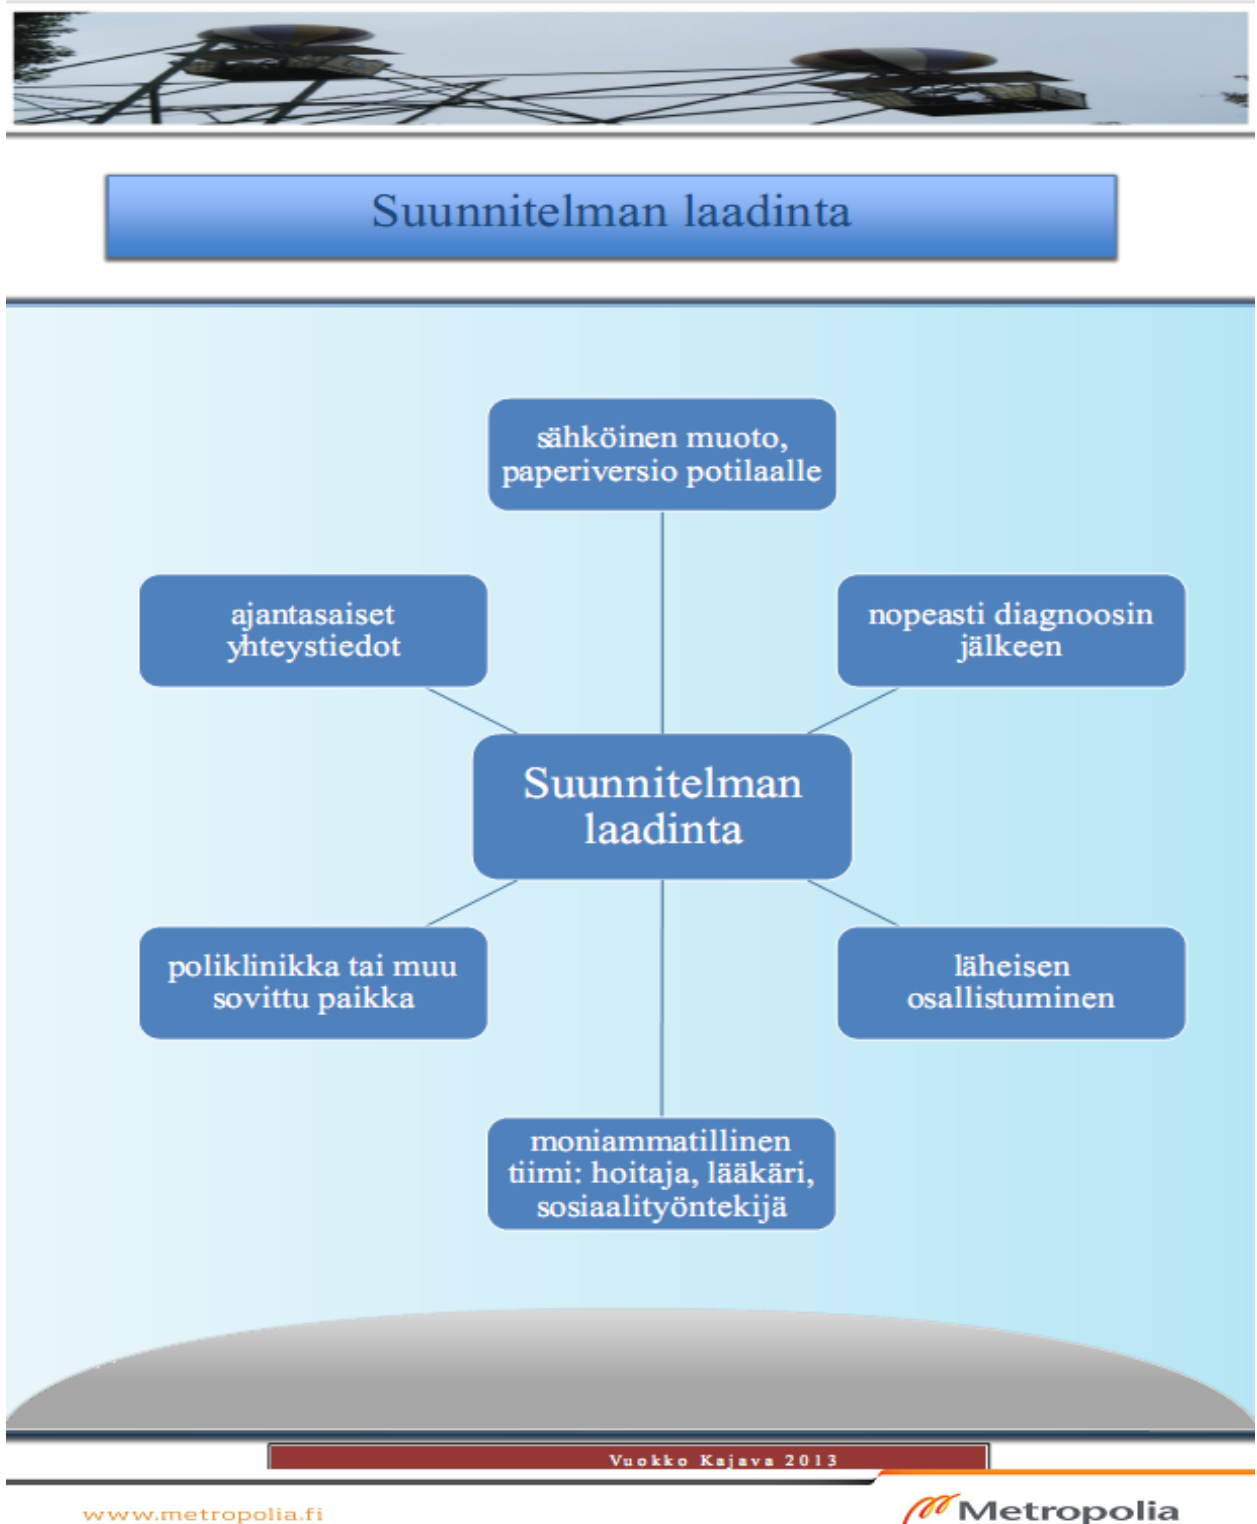 Suunnitelman laadinta
sähköinen muoto,
paperiversio potilaalle
ajantasaiset
yhteystiedot
nopeasti diagnoosin
jälkeen
Suunnitelman
laadinta
poliklinikka tai muu
sovittu paikka
läheisen
osallistuminen
moniammatillinen
tiimi: hoitaja, lääkäri,
sosiaalityöntekijä
Vuokko Kajava 2013
www.metropolia.fi
Metropolia